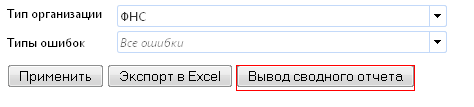 Тип организации ФНС
Типы ошибок Все ошибки
Применить Экспорт в Excel Вывод сводного отчета